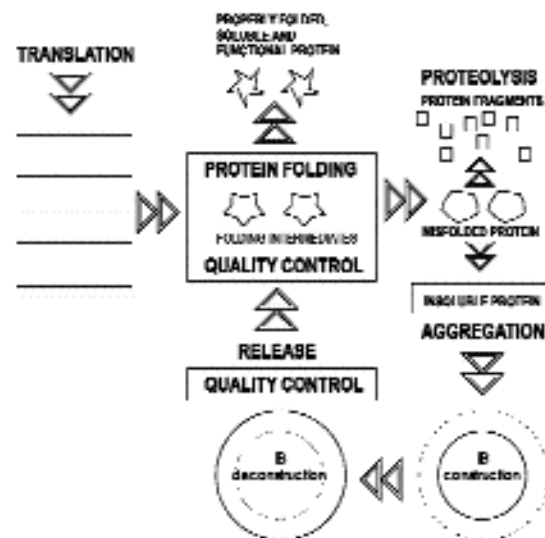 TRANSLATION
PROPERLY FOLDED,
SOLUBLE AND
FUNCTIONAL PROTEIN
PROTEOLYSIS
PROTEIN FRAGMENTS
PROTEIN FOLDING
FOLDING INTERMEDIATES
QUALITY CONTROL
MISFOLDED PROTEIN
INSOLUBLE PROTEIN
AGGREGATION
RELEASE
QUALITY CONTROL
IB
deconstruction
IB
construction